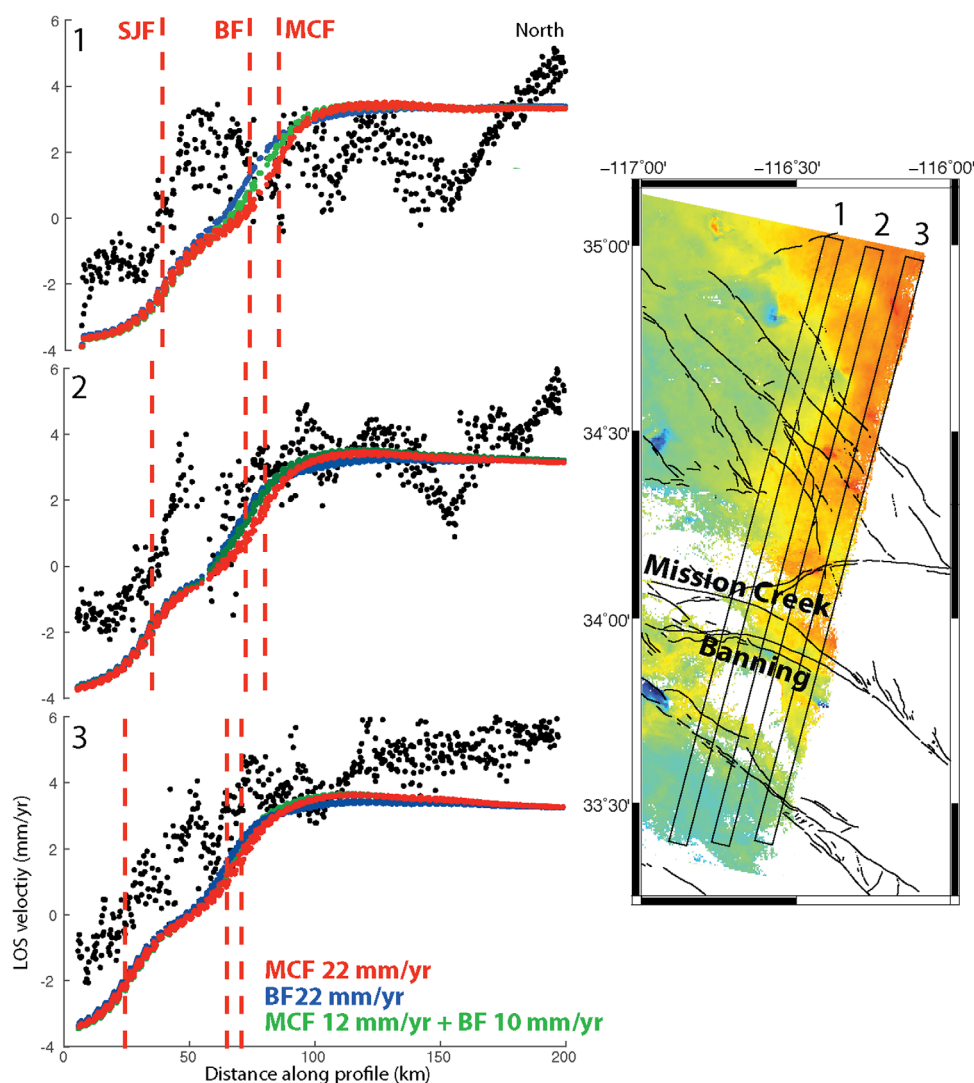 SJF BF MCF
1 North
6
4
2
0
-2
-4
2
6
4
2
0
-2
-4
3
6
4
2
0
-2
-4
0 50 100 150 200
LOS veloctiy (mm/yr)
Distance along profile (km)
MCF 22 mm/yr
BF22 mm/yr
MCF 12 mm/yr + BF 10 mm/yr
−117°00' −116°30' −116°00'
35°00'
34°30'
34°00'
33°30'
1 2 3
Mission Creek
Banning